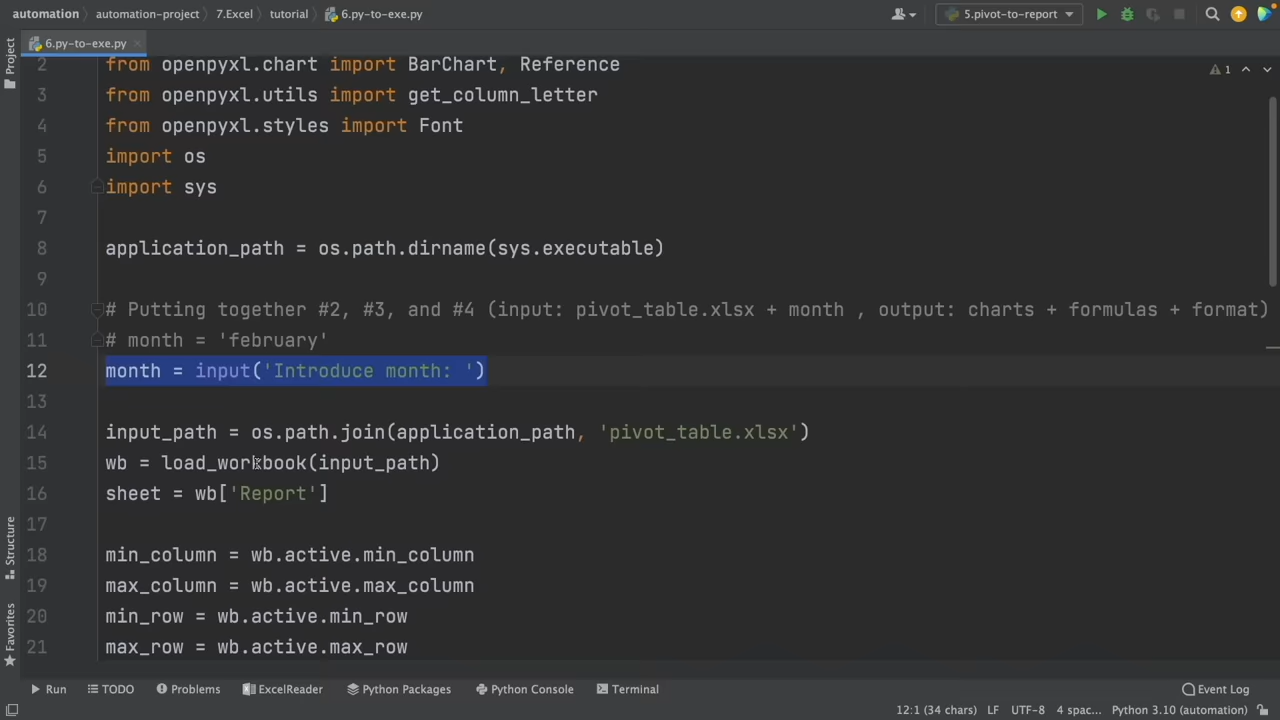 automation automation-project 7.Excel tutorial 6.py-to-exe.py 5.pivot-to-report
6.py-to-exe.py
Project
1
2 from openpyxl.chart import BarChart, Reference
3 from openpyxl.utils import get_column_letter
4 from openpyxl.styles import Font
5 import os
6 import sys
7
8 application_path = os.path.dirname(sys.executable)
9
10 # Putting together #2, #3, and #4 (input: pivot_table.xlsx + month , output: charts + formulas + format)
11 # month = 'february'
12 month = input('Introduce month: ')
13
14 input_path = os.path.join(application_path, 'pivot_table.xlsx')
15 wb = load_workbook(input_path)
16 sheet = wb['Report']
17
18 min_column = wb.active.min_column
19 max_column = wb.active.max_column
20 min_row = wb.active.min_row
21 max_row = wb.active.max_row
Structure
Favorites
Run TODO Problems ExcelReader Python Packages Python Console Terminal Event Log
12:1 (34 chars) LF UTF-8 4 spac... Python 3.10 (automation)